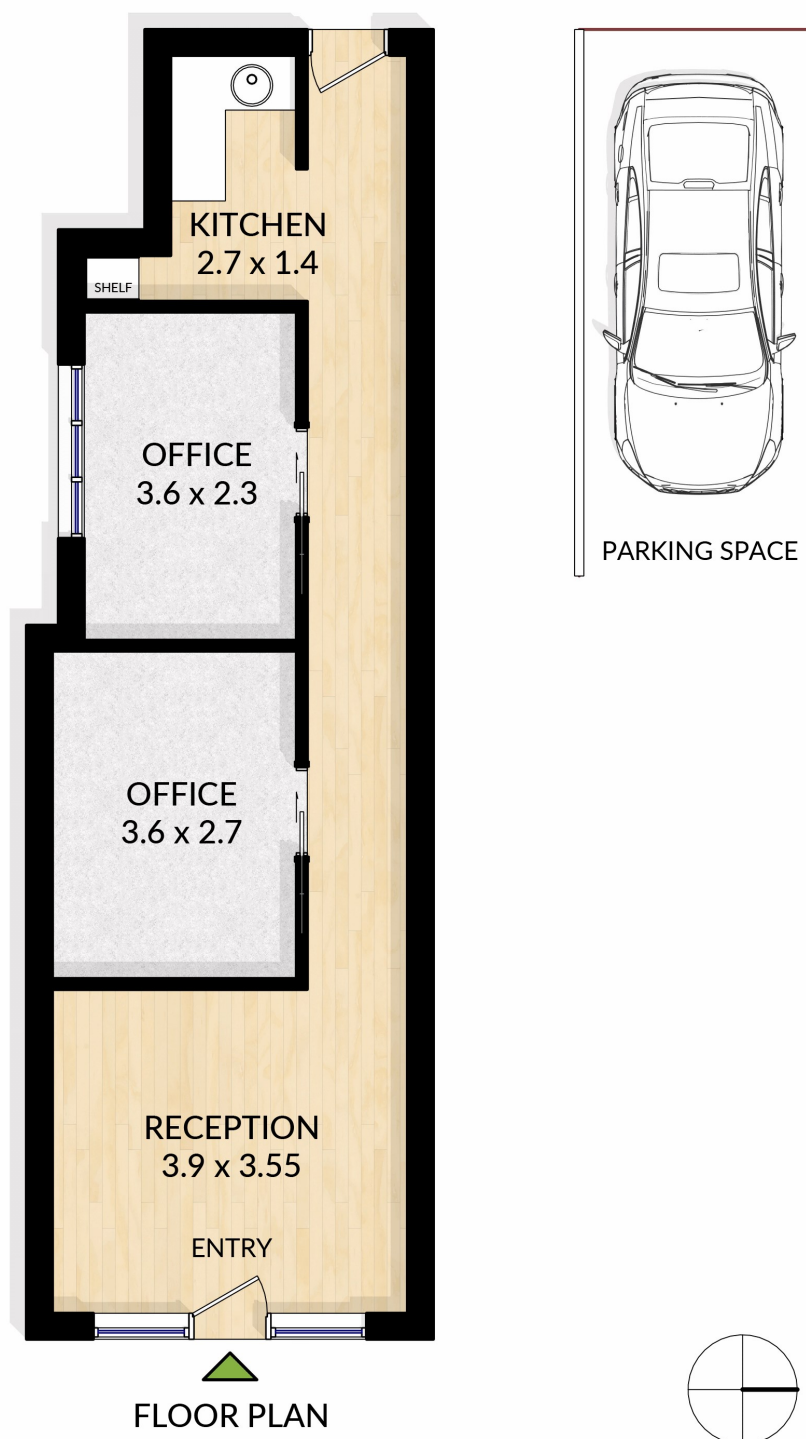 KITCHEN
2.7 x 1.4
SHELF
OFFICE
3.6 x 2.3
PARKING SPACE
OFFICE
3.6 x 2.7
RECEPTION
3.9 x 3.55
ENTRY
FLOOR PLAN